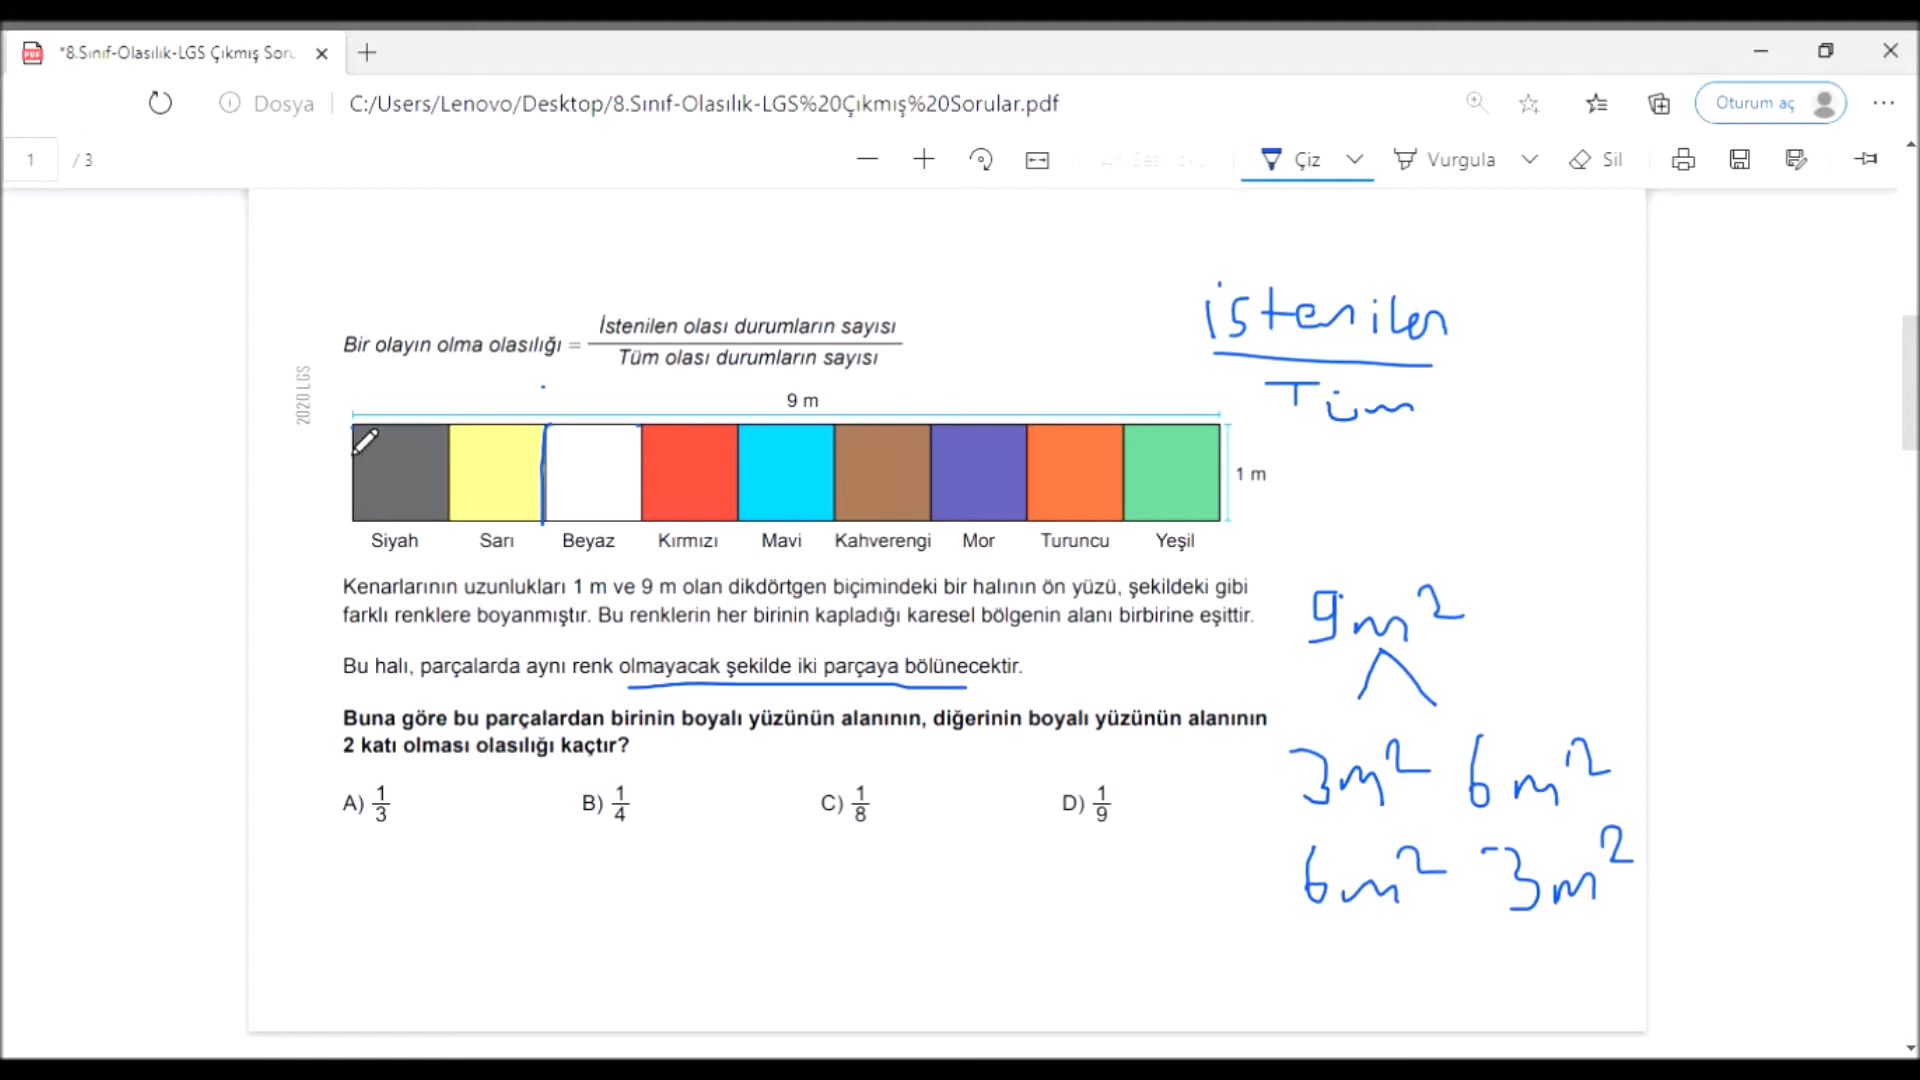 *8.Sınıf-Olasılık-LGS Çıkmış Soru
Dosya
C:/Users/Lenovo/Desktop/8.Sınıf-Olasılık-LGS%20Çıkmış%20Sorular.pdf
Oturum aç
1 / 3
Çiz
Vurgula
Sil
2020 LGS
Bir olayın olma olasılığı = İstenilen olası durumların sayısı
Tüm olası durumların sayısı
istenilen
Tüm
9 m
1 m
Siyah Sarı Beyaz Kırmızı Mavi Kahverengi Mor Turuncu Yeşil
Kenarlarının uzunlukları 1 m ve 9 m olan dikdörtgen biçimindeki bir halının ön yüzü, şekildeki gibi
farklı renklere boyanmıştır. Bu renklerin her birinin kapladığı karesel bölgenin alanı birbirine eşittir.
Bu halı, parçalarda aynı renk olmayacak şekilde iki parçaya bölünecektir.
Buna göre bu parçalardan birinin boyalı yüzünün alanının, diğerinin boyalı yüzünün alanının
2 katı olması olasılığı kaçtır?
A) 1/3 B) 1/4 C) 1/8 D) 1/9
9m²
3m² 6m²
6m² 3m²